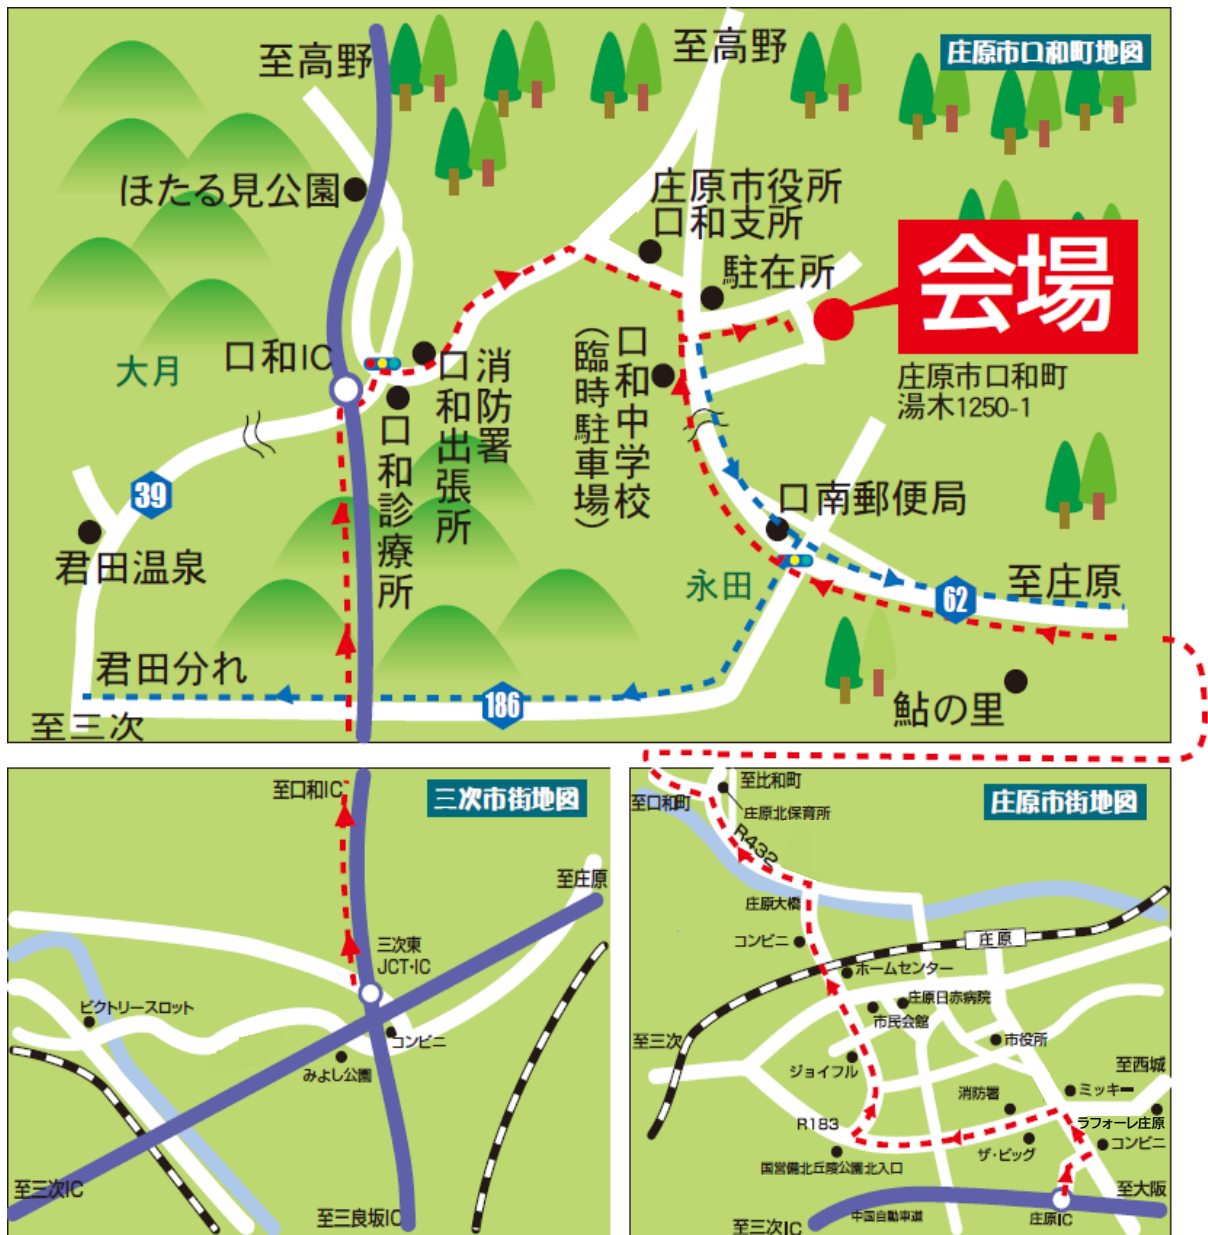 至高野
至高野
庄原市口和町地図
ほたる見公園
庄原市役所
口和支所
駐在所
会場
庄原市口和町
湯木1250-1
大月
口和IC
消防署
口和出張所
口和診療所
口和中学校
(臨時駐車場)
39
君田温泉
口南郵便局
永田
62
至庄原
君田分れ
186
至三次
鮎の里
至口和IC
三次市街地図
至庄原
三次東
JCT・IC
ビクトリースロット
コンビニ
みよし公園
至三次IC
至三良坂IC
至比和町
庄原市街地図
至口和町
庄原北保育所
R432
庄原大橋
コンビニ
庄原
ホームセンター
庄原日赤病院
市民会館
至三次
市役所
ジョイフル
至西城
消防署
ミッキー
R183
ラフォーレ庄原
コンビニ
ザ・ビッグ
国営備北丘陵公園北入口
至大阪
中国自動車道
庄原IC
至三次IC